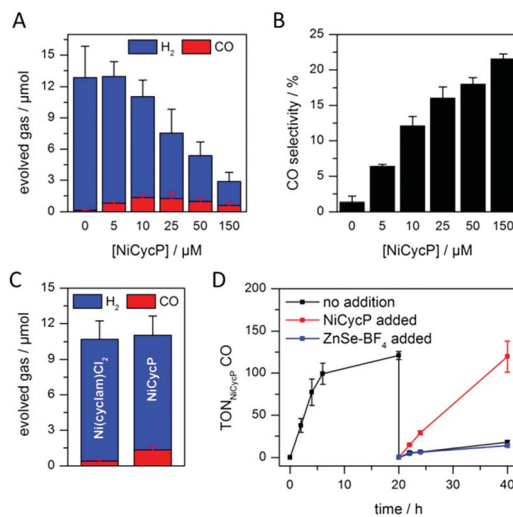 A
H₂ CO
evolved gas / μmol
15
12
9
6
3
0
0 5 10 25 50 150
[NiCycP] / μM
B
CO selectivity / %
25
20
15
10
5
0
0 5 10 25 50 150
[NiCycP] / μM
C
H₂ CO
evolved gas / μmol
15
12
9
6
3
0
Ni(cyclam)Cl₂
NiCycP
D
no addition
NiCycP added
ZnSe-BF₄ added
TON_NiCycP CO
200
150
100
50
0
0 10 20 30 40
time / h